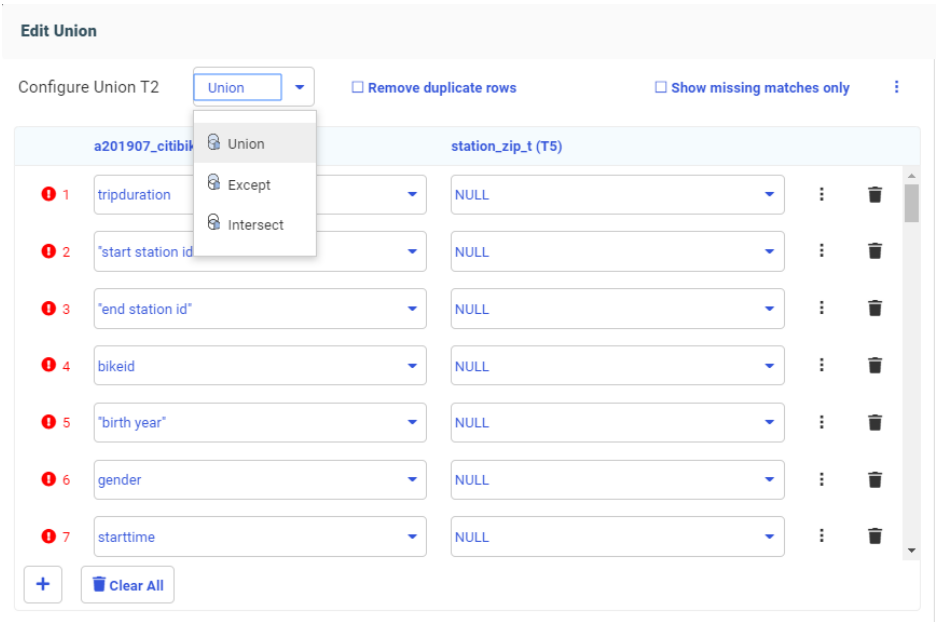 Edit Union
Configure Union T2 Union Remove duplicate rows Show missing matches only
a201907_citibik station_zip_t (T5)
Union
Except
Intersect
1 tripduration NULL
2 "start station id NULL
3 "end station id" NULL
4 bikeid NULL
5 "birth year" NULL
6 gender NULL
7 starttime NULL
+ Clear All